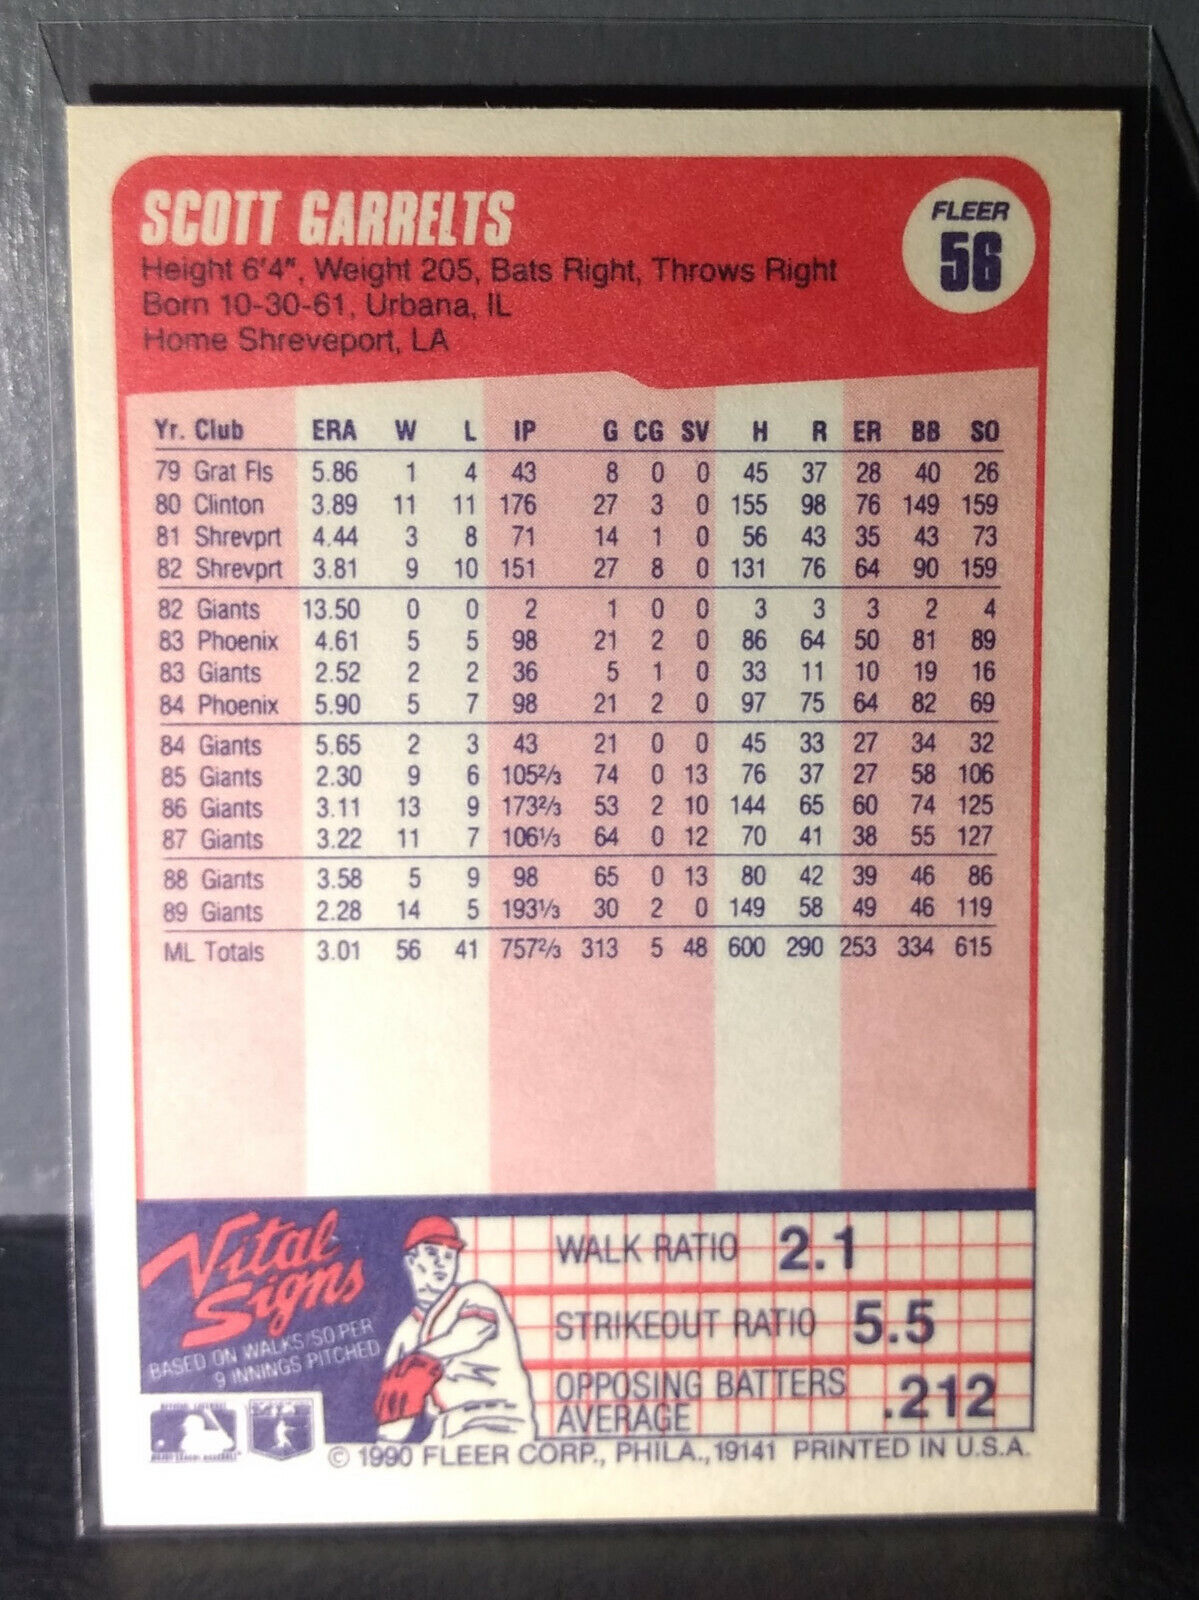 SCOTT GARRELTS
FLEER
56
Height 6'4", Weight 205, Bats Right, Throws Right
Born 10-30-61, Urbana, IL
Home Shreveport, LA
Yr. Club ERA W L IP G CG SV H R ER BB SO
79 Grat Fls 5.86 1 4 43 8 0 0 45 37 28 40 26
80 Clinton 3.89 11 11 176 27 3 0 155 98 76 149 159
81 Shrevprt 4.44 3 8 71 14 1 0 56 43 35 43 73
82 Shrevprt 3.81 9 10 151 27 8 0 131 76 64 90 159
82 Giants 13.50 0 0 2 1 0 0 3 3 3 2 4
83 Phoenix 4.61 5 5 98 21 2 0 86 64 50 81 89
83 Giants 2.52 2 2 36 5 1 0 33 11 10 19 16
84 Phoenix 5.90 5 7 98 21 2 0 97 75 64 82 69
84 Giants 5.65 2 3 43 21 0 0 45 33 27 34 32
85 Giants 2.30 9 6 105 2/3 74 0 13 76 37 27 58 106
86 Giants 3.11 13 9 173 2/3 53 2 10 144 65 60 74 125
87 Giants 3.22 11 7 106 1/3 64 0 12 70 41 38 55 127
88 Giants 3.58 5 9 98 65 0 13 80 42 39 46 86
89 Giants 2.28 14 5 193 1/3 30 2 0 149 58 49 46 119
ML Totals 3.01 56 41 757 2/3 313 5 48 600 290 253 334 615
Vital
Signs
BASED ON WALKS/SO PER
9 INNINGS PITCHED
WALK RATIO 2.1
STRIKEOUT RATIO 5.5
OPPOSING BATTERS
AVERAGE .212
© 1990 FLEER CORP., PHILA., 19141 PRINTED IN U.S.A.